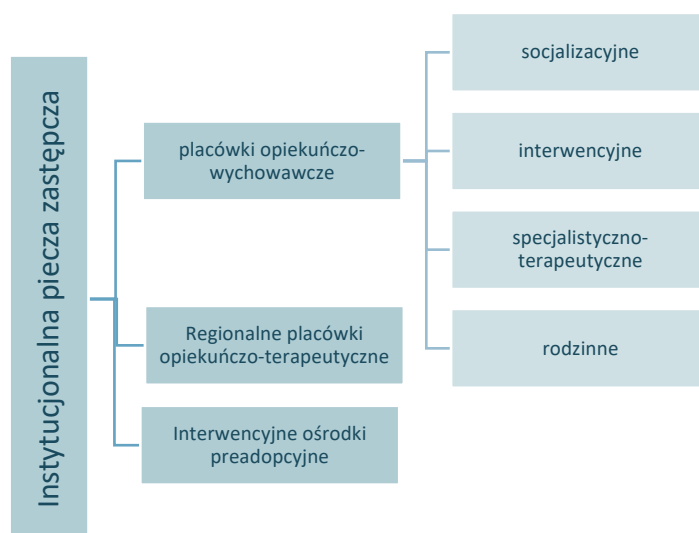 Instytucjonalna piecza zastępcza
placówki opiekuńczo-
wychowawcze
socjalizacyjne
interwencyjne
specjalistyczno-
terapeutyczne
rodzinne
Regionalne placówki
opiekuńczo-terapeutyczne
Interwencyjne ośrodki
preadopcyjne